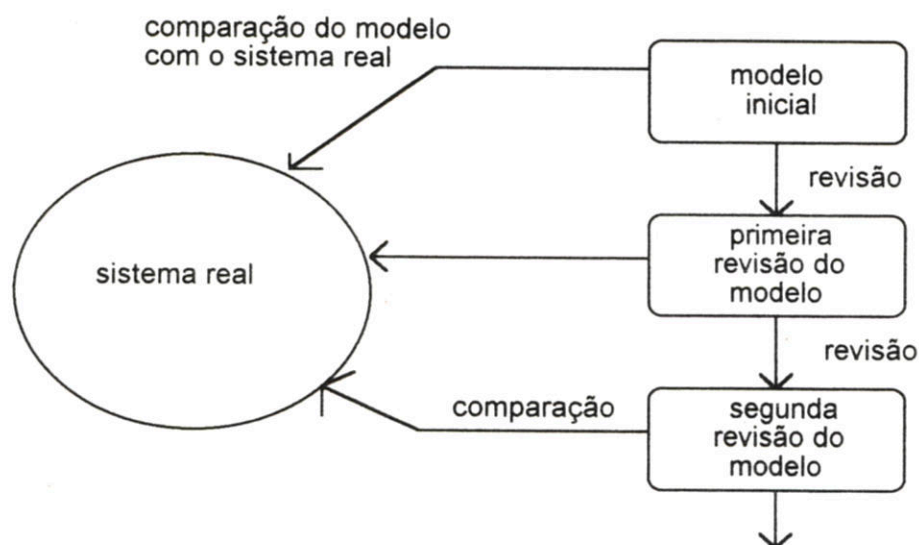 comparação do modelo
com o sistema real
modelo
inicial
revisão
sistema real
primeira
revisão do
modelo
revisão
comparação
segunda
revisão do
modelo